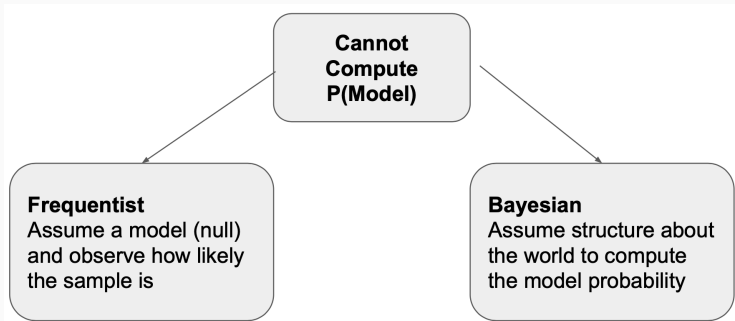 Cannot
Compute
P(Model)
Frequentist
Assume a model (null)
and observe how likely
the sample is
Bayesian
Assume structure about
the world to compute
the model probability